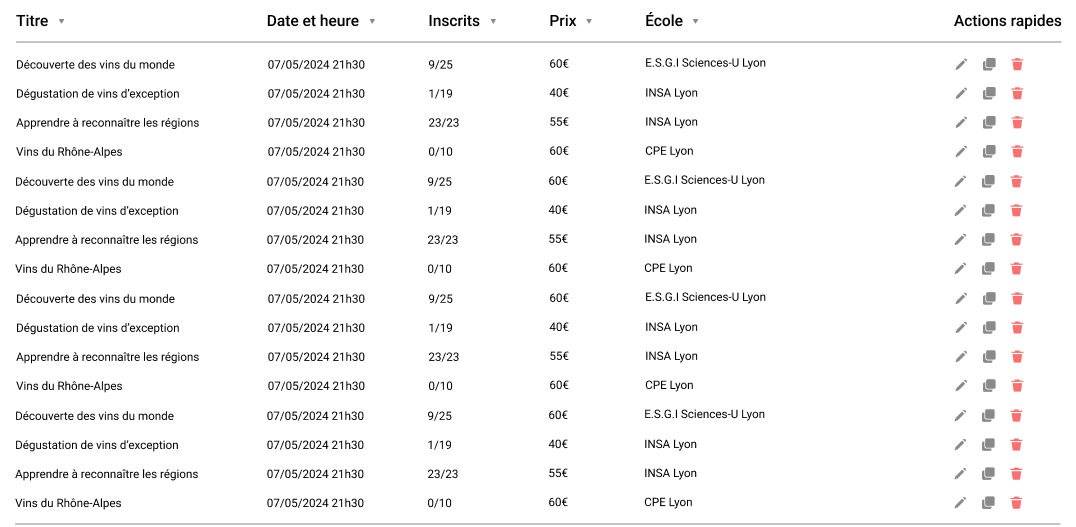 Titre Date et heure Inscrits Prix École Actions rapides
Découverte des vins du monde 07/05/2024 21h30 9/25 60€ E.S.G.I Sciences-U Lyon
Dégustation de vins d'exception 07/05/2024 21h30 1/19 40€ INSA Lyon
Apprendre à reconnaître les régions 07/05/2024 21h30 23/23 55€ INSA Lyon
Vins du Rhône-Alpes 07/05/2024 21h30 0/10 60€ CPE Lyon
Découverte des vins du monde 07/05/2024 21h30 9/25 60€ E.S.G.I Sciences-U Lyon
Dégustation de vins d'exception 07/05/2024 21h30 1/19 40€ INSA Lyon
Apprendre à reconnaître les régions 07/05/2024 21h30 23/23 55€ INSA Lyon
Vins du Rhône-Alpes 07/05/2024 21h30 0/10 60€ CPE Lyon
Découverte des vins du monde 07/05/2024 21h30 9/25 60€ E.S.G.I Sciences-U Lyon
Dégustation de vins d'exception 07/05/2024 21h30 1/19 40€ INSA Lyon
Apprendre à reconnaître les régions 07/05/2024 21h30 23/23 55€ INSA Lyon
Vins du Rhône-Alpes 07/05/2024 21h30 0/10 60€ CPE Lyon
Découverte des vins du monde 07/05/2024 21h30 9/25 60€ E.S.G.I Sciences-U Lyon
Dégustation de vins d'exception 07/05/2024 21h30 1/19 40€ INSA Lyon
Apprendre à reconnaître les régions 07/05/2024 21h30 23/23 55€ INSA Lyon
Vins du Rhône-Alpes 07/05/2024 21h30 0/10 60€ CPE Lyon